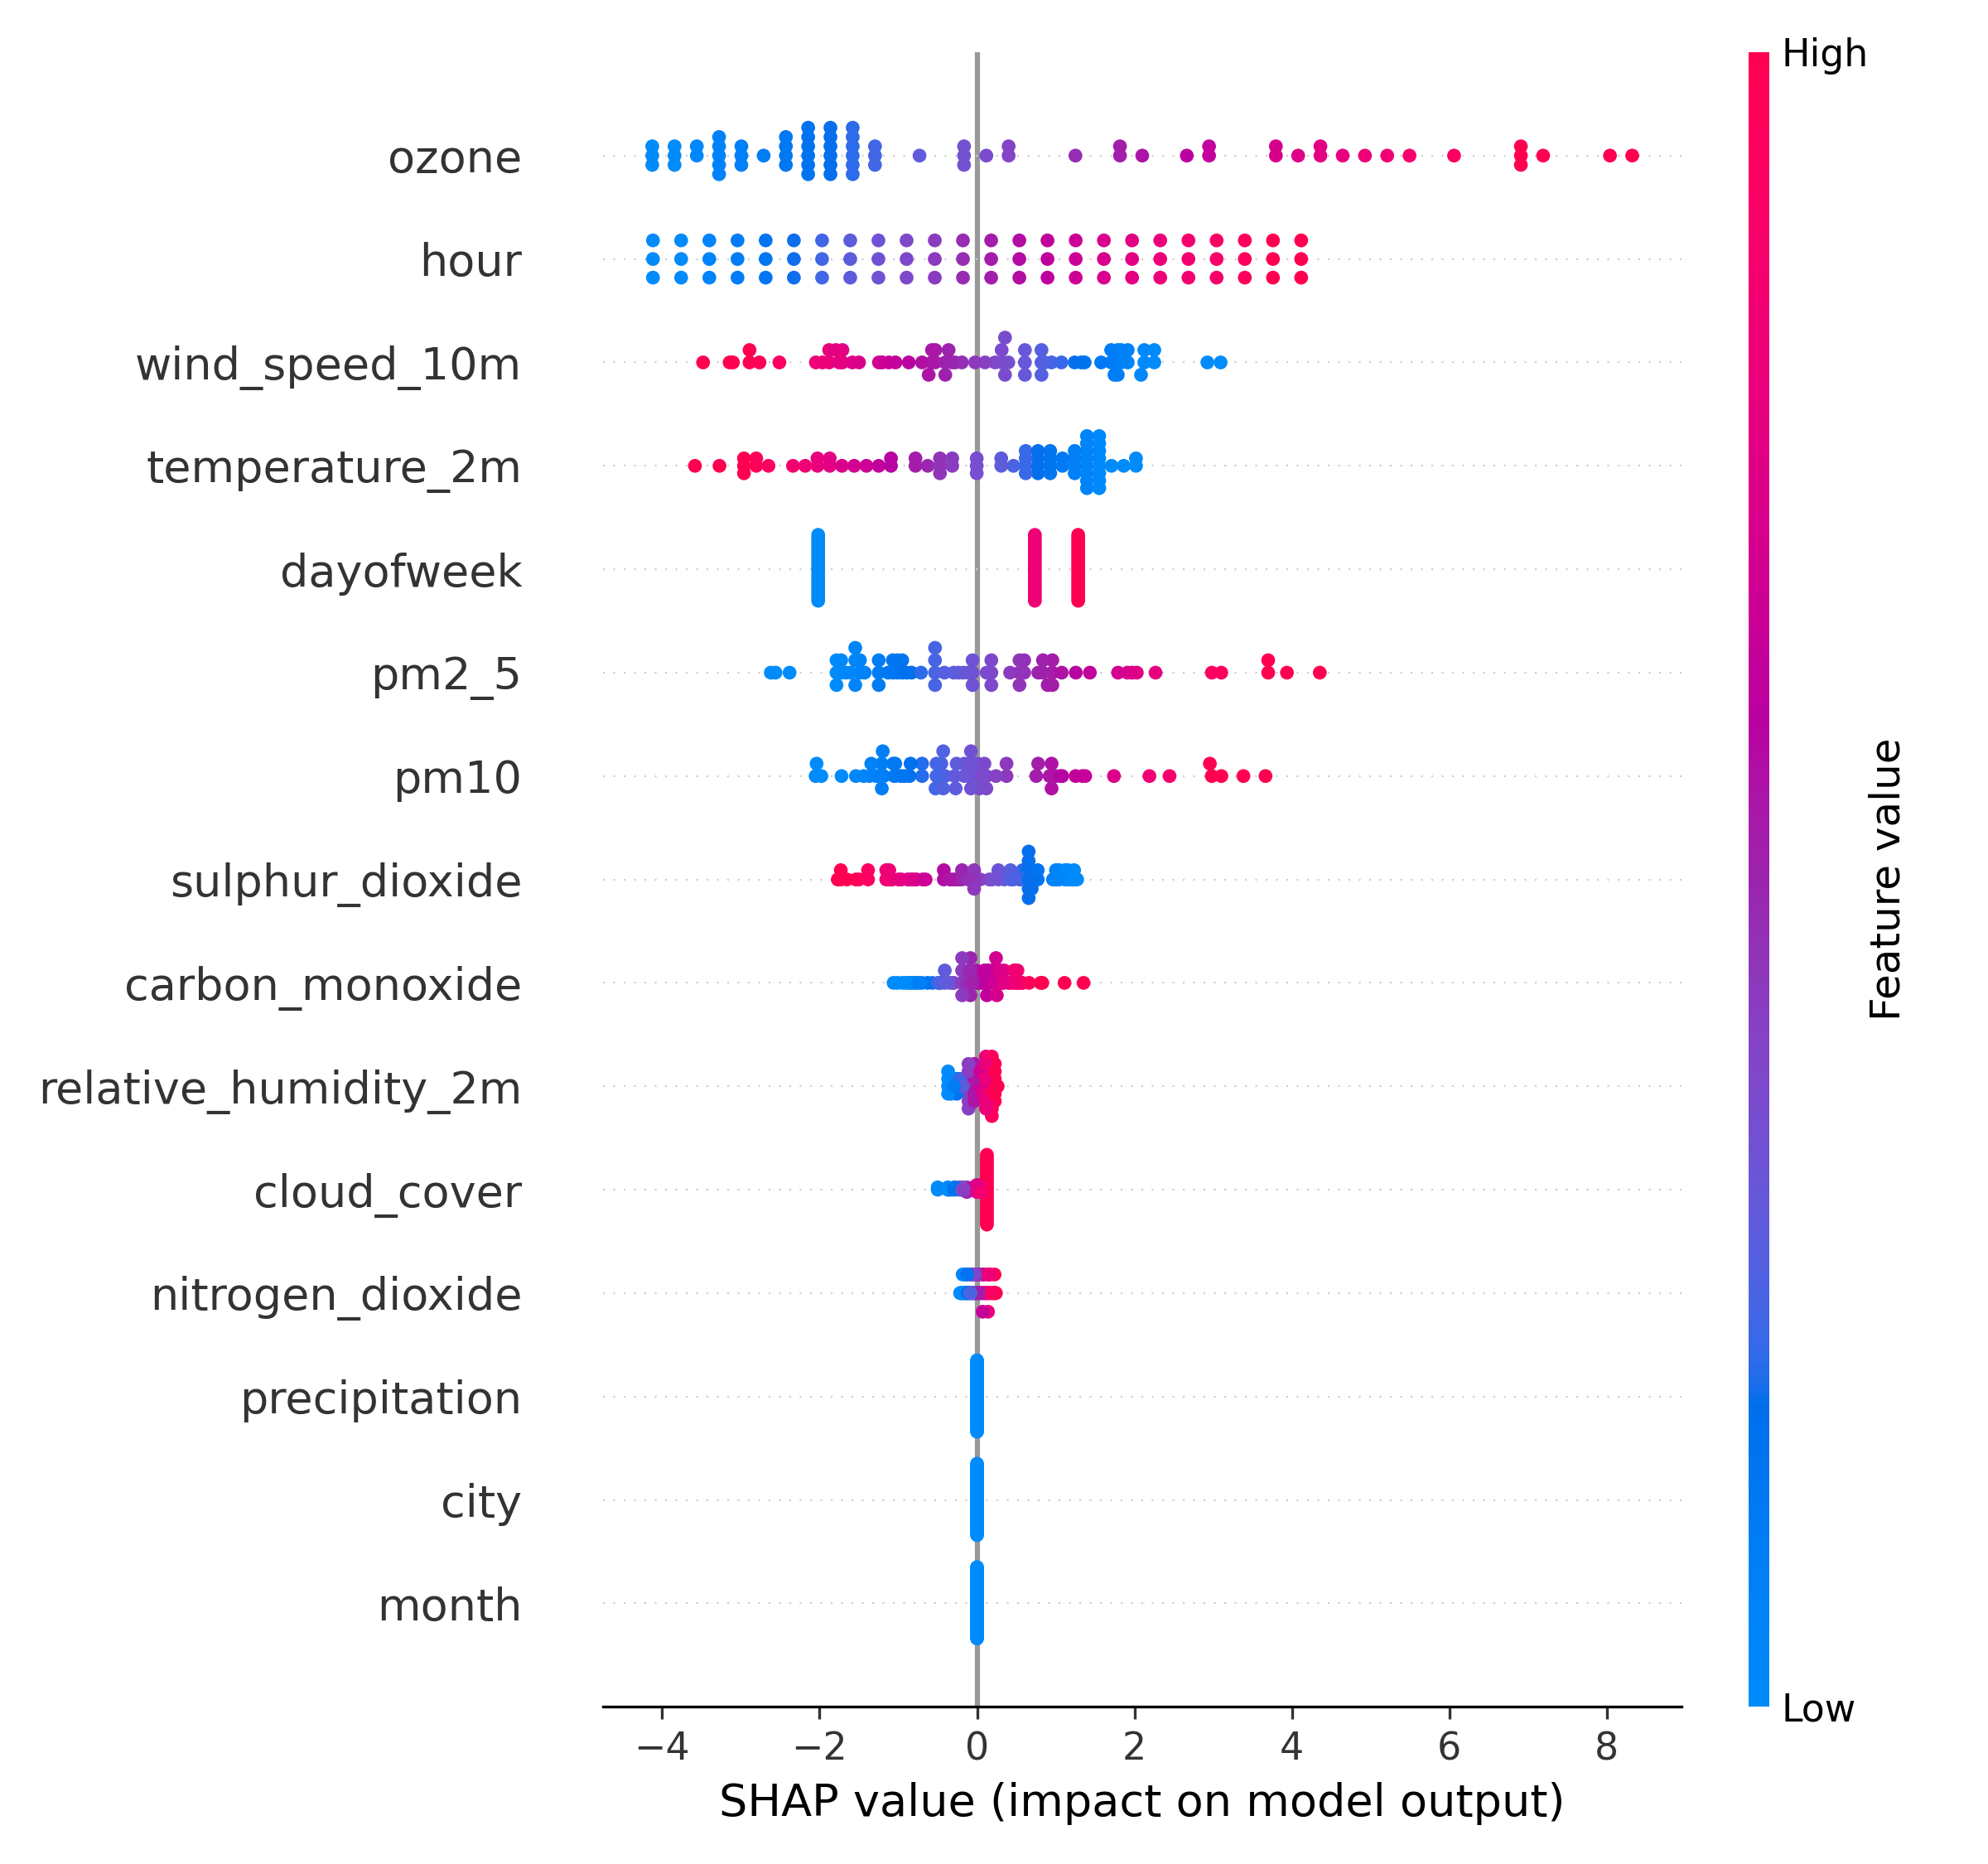 High
ozone
hour
wind_speed_10m
temperature_2m
dayofweek
pm2_5
pm10
sulphur_dioxide
carbon_monoxide
relative_humidity_2m
cloud_cover
nitrogen_dioxide
precipitation
city
month
Feature value
Low
−4 −2 0 2 4 6 8
SHAP value (impact on model output)